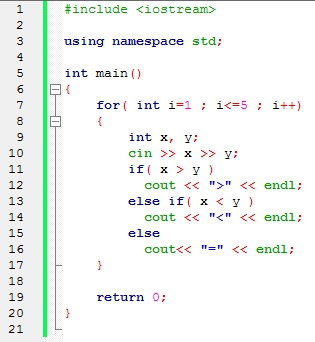 1 #include <iostream>
2
3 using namespace std;
4
5 int main()
6 {
7 for( int i=1 ; i<=5 ; i++)
8 {
9 int x, y;
10 cin >> x >> y;
11 if( x > y )
12 cout << ">" << endl;
13 else if( x < y )
14 cout << "<" << endl;
15 else
16 cout<< "=" << endl;
17 }
18
19 return 0;
20 }
21